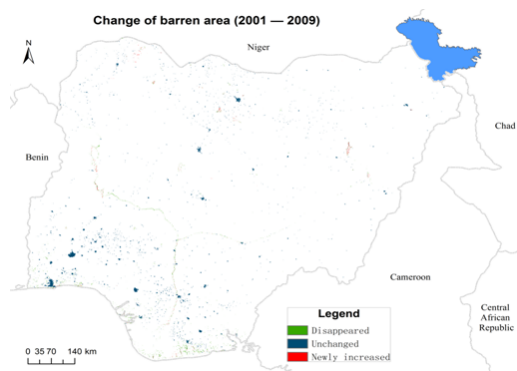 Change of barren area (2001 — 2009)
N
Niger
Chad
Benin
Cameroon
Central
African
Republic
Legend
Disappeared
Unchanged
Newly increased
0 35 70 140 km